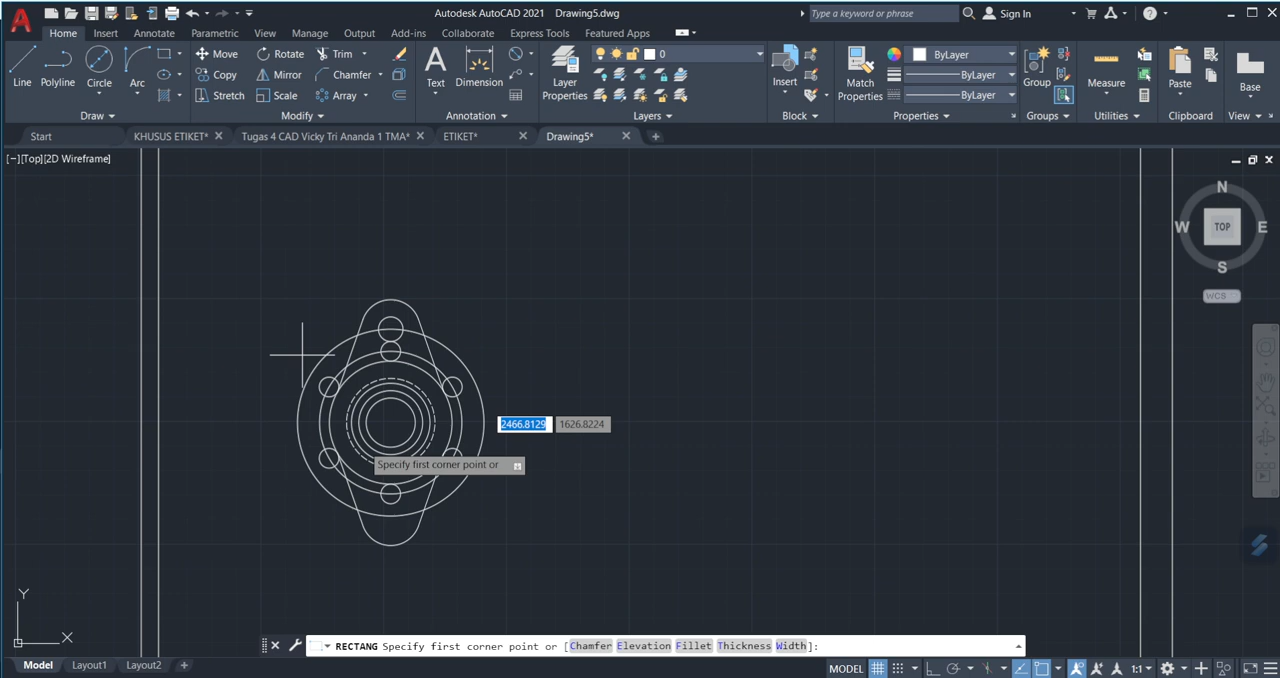 Autodesk AutoCAD 2021 Drawing5.dwg
Type a keyword or phrase
Sign In
Home Insert Annotate Parametric View Manage Output Add-ins Collaborate Express Tools Featured Apps
Line
Polyline
Circle
Arc
Move
Rotate
Trim
Copy
Mirror
Chamfer
Stretch
Scale
Array
Text
Dimension
Layer
Properties
0
Insert
Match
Properties
ByLayer
ByLayer
ByLayer
Group
Measure
Paste
Base
Draw
Modify
Annotation
Layers
Block
Properties
Groups
Utilities
Clipboard
View
Start
KHUSUS ETIKET*
Tugas 4 CAD Vicky Tri Ananda 1 TMA*
ETIKET*
Drawing5*
[−][Top][2D Wireframe]
N
W
TOP
E
S
WCS
2466.8129
1626.8224
Specify first corner point or
Y
X
RECTANG Specify first corner point or [Chamfer Elevation Fillet Thickness Width]:
Model
Layout1
Layout2
MODEL
1:1